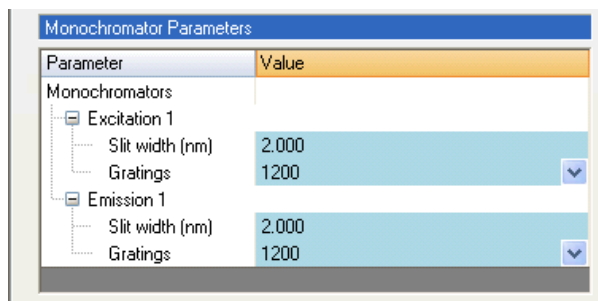 Monochromator Parameters
Parameter Value
Monochromators
Excitation 1
Slit width (nm) 2.000
Gratings 1200
Emission 1
Slit width (nm) 2.000
Gratings 1200